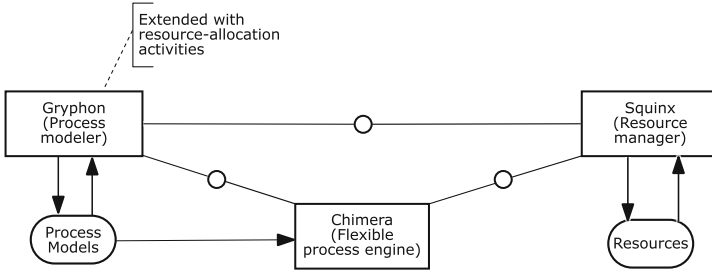 Extended with
resource-allocation
activities
Gryphon
(Process
modeler)
Squinx
(Resource
manager)
Chimera
(Flexible
process engine)
Process
Models
Resources